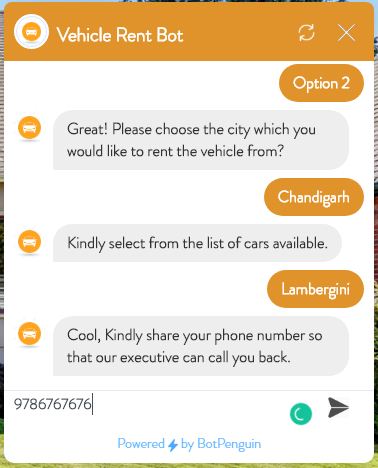 Vehicle Rent Bot
Option 2
Great! Please choose the city which you
would like to rent the vehicle from?
Chandigarh
Kindly select from the list of cars available.
Lambergini
Cool, Kindly share your phone number so
that our executive can call you back.
9786767676
Powered by BotPenguin